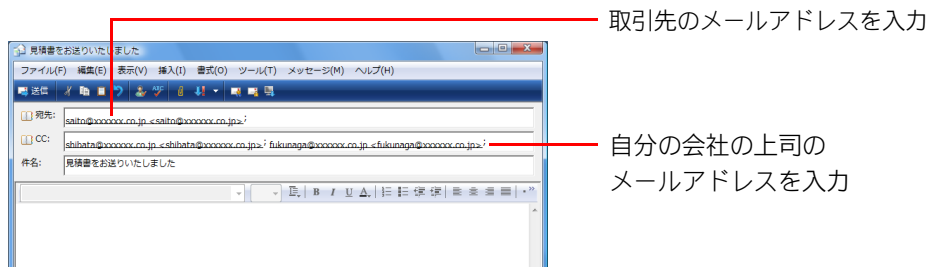 取引先のメールアドレスを入力
見積書をお送りいたしました
ファイル(F) 編集(E) 表示(V) 挿入(I) 書式(O) ツール(T) メッセージ(M) ヘルプ(H)
送信
宛先: saito@xxxxxx.co.jp <saito@xxxxxx.co.jp>;
CC: shibata@xxxxxx.co.jp <shibata@xxxxxx.co.jp>; fukunaga@xxxxxx.co.jp <fukunaga@xxxxxx.co.jp>;
自分の会社の上司の
メールアドレスを入力
件名: 見積書をお送りいたしました
B I U A